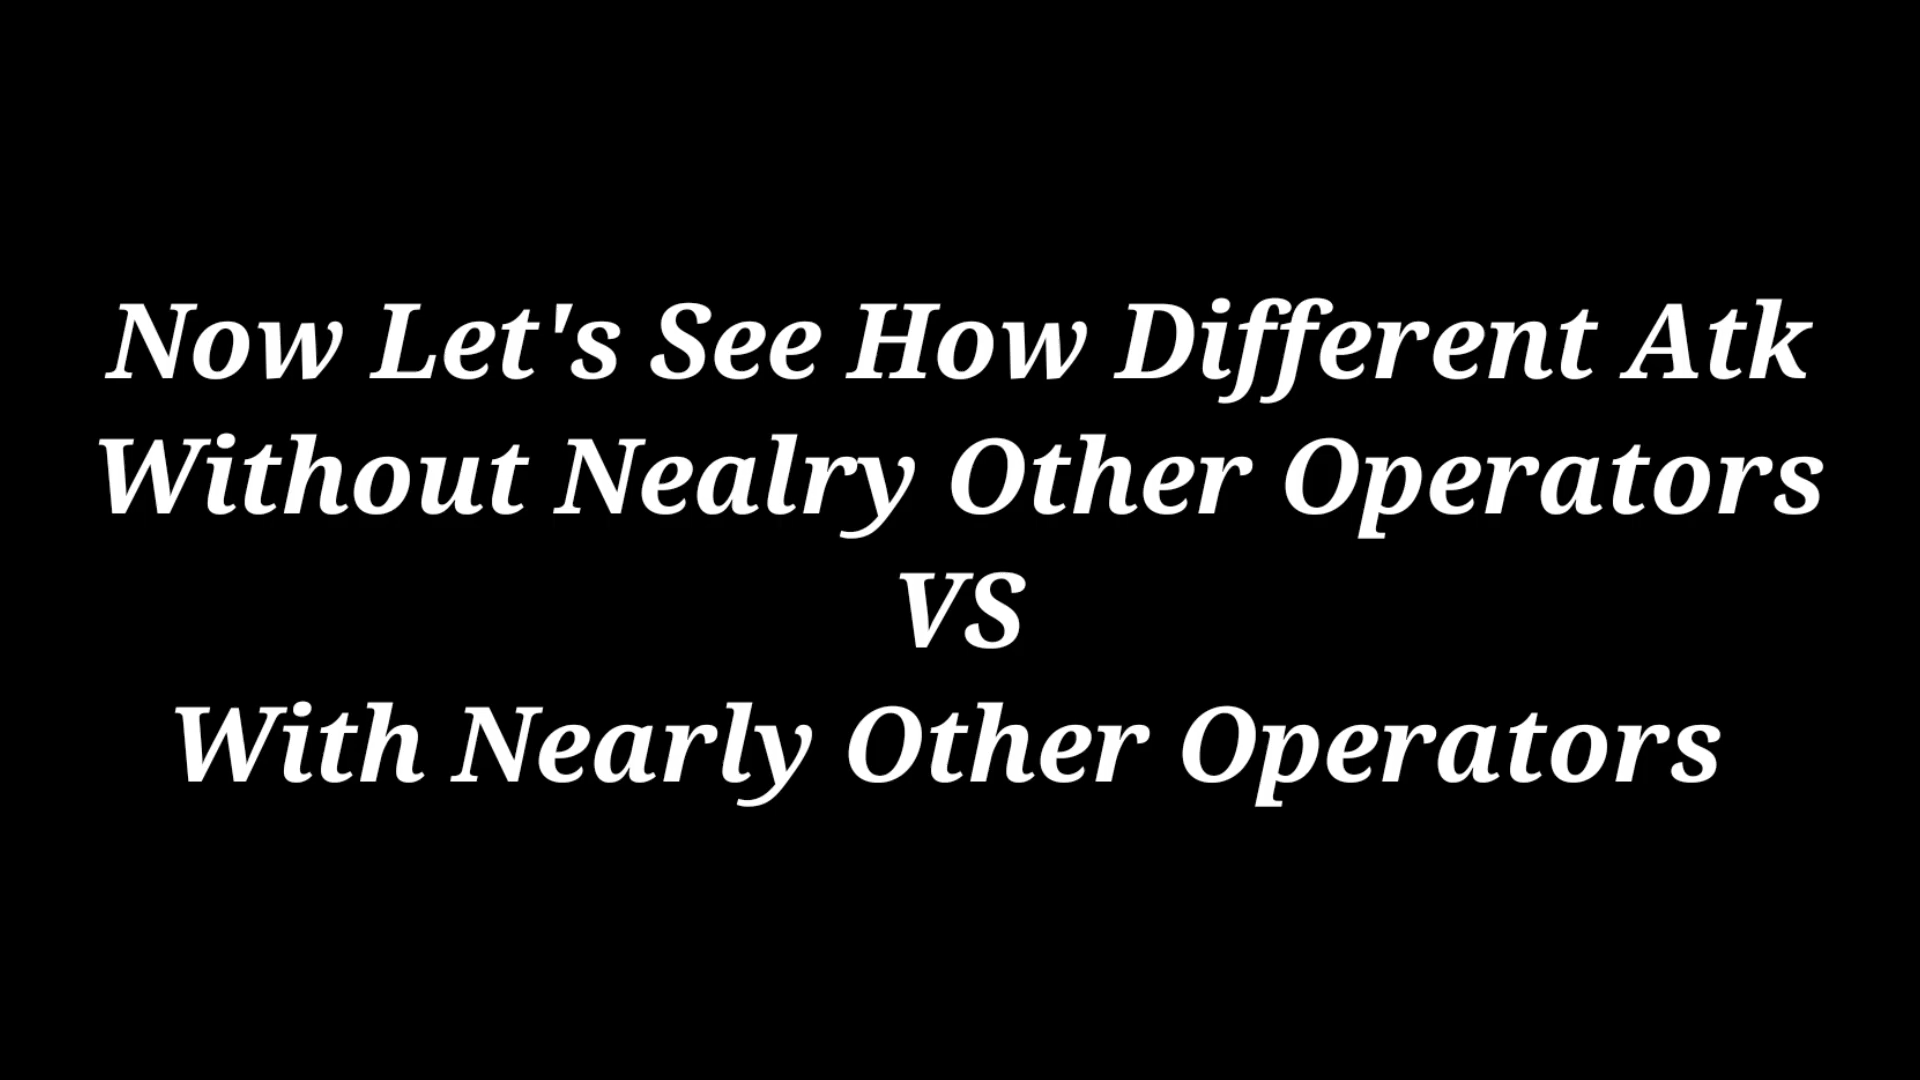 Now Let's See How Different Atk
Without Nealry Other Operators
VS
With Nearly Other Operators